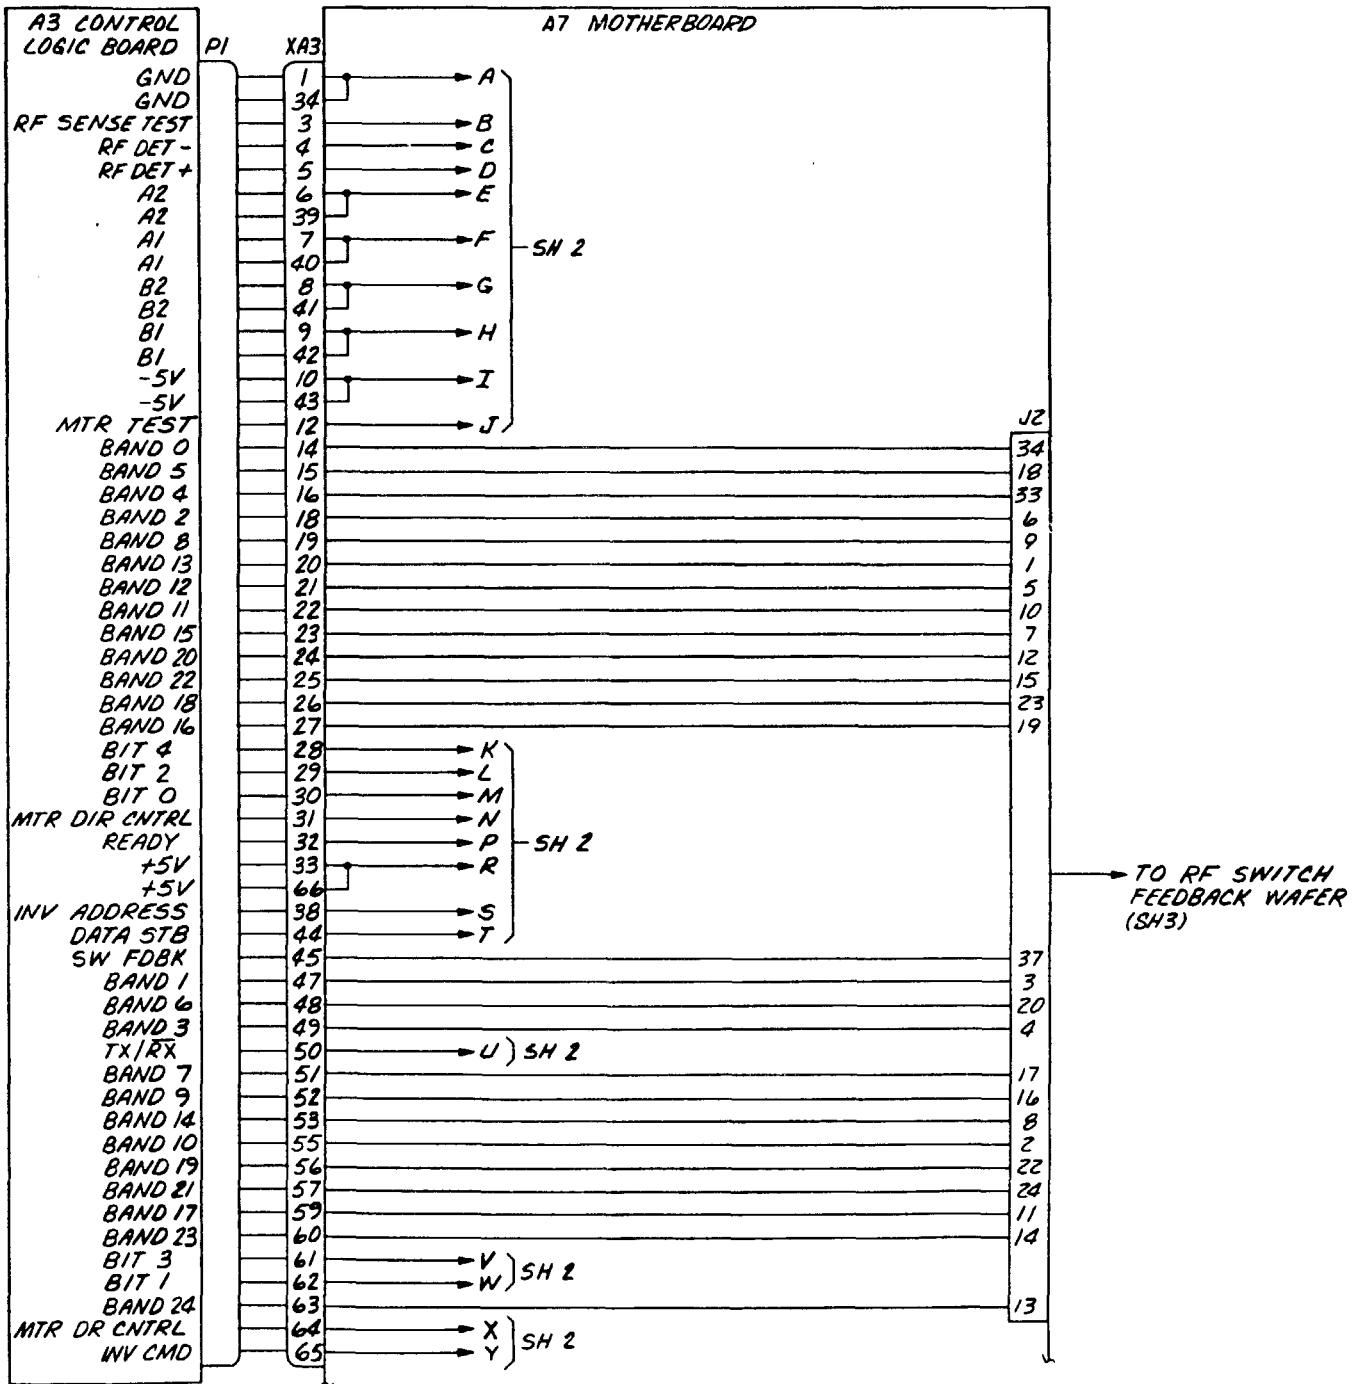 A3 CONTROL LOGIC BOARD P1 XA3 A7 MOTHERBOARD
GND 1 A
GND 34
RF SENSE TEST 3 B
RF DET - 4 C
RF DET + 5 D
A2 6 E
A2 39
A1 7 F
SH 2
A1 40
B2 8 G
B2 41
B1 9 H
B1 42
-5V 10 I
-5V 43
MTR TEST 12 J
J2
BAND 0 14 34
BAND 5 15 18
BAND 4 16 33
BAND 2 18 6
BAND 8 19 9
BAND 13 20 1
BAND 12 21 5
BAND 11 22 10
BAND 15 23 7
BAND 20 24 12
BAND 22 25 15
BAND 18 26 23
BAND 16 27 19
BIT 4 28 K
BIT 2 29 L
BIT 0 30 M
MTR DIR CNTRL 31 N
READY 32 P SH 2
+5V 33 R
+5V 66
INV ADDRESS 38 S
DATA STB 44 T
TO RF SWITCH
FEEDBACK WAFER
(SH3)
SW FDBK 45 37
BAND 1 47 3
BAND 6 48 20
BAND 3 49 4
TX/R̅X̅ 50 U SH 2
BAND 7 51 17
BAND 9 52 16
BAND 14 53 8
BAND 10 55 2
BAND 19 56 22
BAND 21 57 24
BAND 17 59 11
BAND 23 60 14
BIT 3 61 V
SH 2
BIT 1 62 W
BAND 24 63 13
MTR DR CNTRL 64 X
SH 2
INV CMD 65 Y